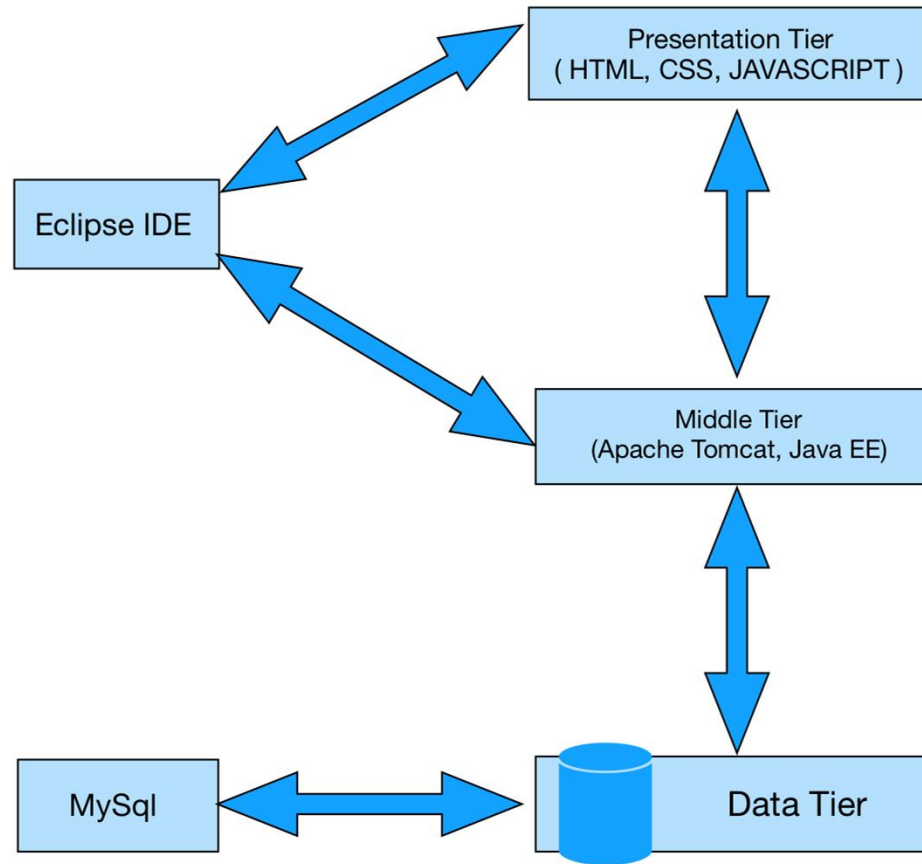 Presentation Tier
( HTML, CSS, JAVASCRIPT )
Eclipse IDE
Middle Tier
(Apache Tomcat, Java EE)
MySql
Data Tier